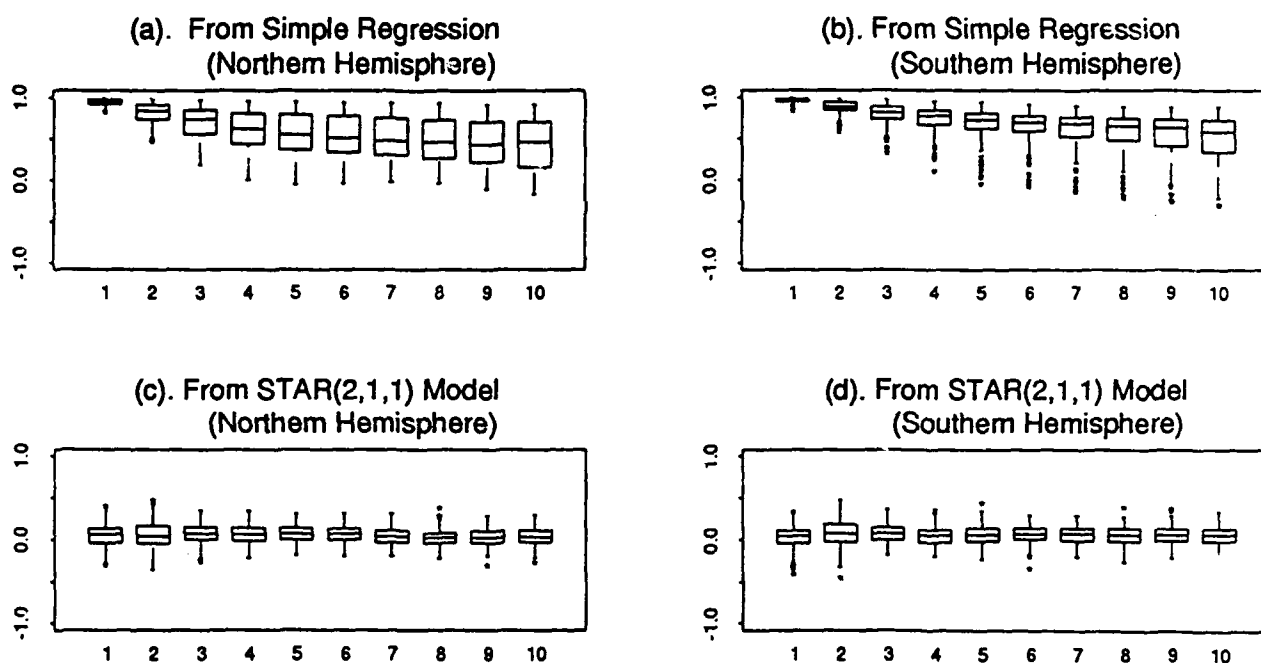 (a). From Simple Regression
(Northern Hemisphere)
1.0
0.0
-1.0
1 2 3 4 5 6 7 8 9 10
(b). From Simple Regression
(Southern Hemisphere)
1.0
0.0
-1.0
1 2 3 4 5 6 7 8 9 10
(c). From STAR(2,1,1) Model
(Northern Hemisphere)
1.0
0.0
-1.0
1 2 3 4 5 6 7 8 9 10
(d). From STAR(2,1,1) Model
(Southern Hemisphere)
1.0
0.0
-1.0
1 2 3 4 5 6 7 8 9 10